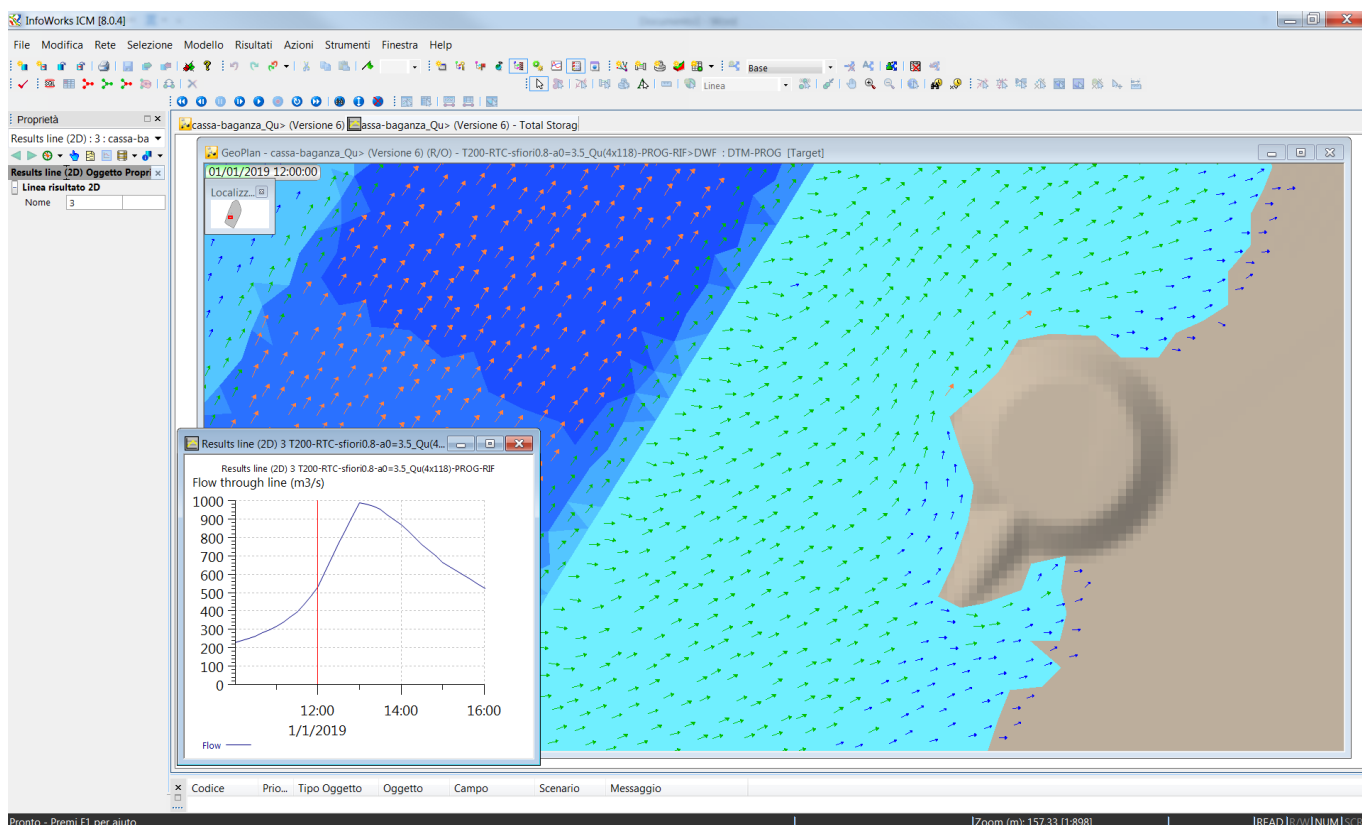 InfoWorks ICM [8.0.4]
File Modifica Rete Selezione Modello Risultati Azioni Strumenti Finestra Help
Base
Linea
Proprietà
cassa-baganza_Qu> (Versione 6) assa-baganza_Qu> (Versione 6) - Total Storag
Results line (2D) : 3 : cassa-ba
GeoPlan - cassa-baganza_Qu> (Versione 6) (R/O) - T200-RTC-sfiori0.8-a0=3.5_Qu(4x118)-PROG-RIF>DWF : DTM-PROG [Target]
Results line (2D) Oggetto Propri
01/01/2019 12:00:00
Linea risultato 2D
Localizz...
Nome 3
Results line (2D) 3 T200-RTC-sfiori0.8-a0=3.5_Qu(4...
Results line (2D) 3 T200-RTC-sfiori0.8-a0=3.5_Qu(4x118)-PROG-RIF
Flow through line (m3/s)
1000
900
800
700
600
500
400
300
200
100
0
12:00 14:00 16:00
1/1/2019
Flow
Codice Prio... Tipo Oggetto Oggetto Campo Scenario Messaggio
Pronto - Premi F1 per aiuto Zoom (m): 157.33 [1:898] READ R/W NUM SCR